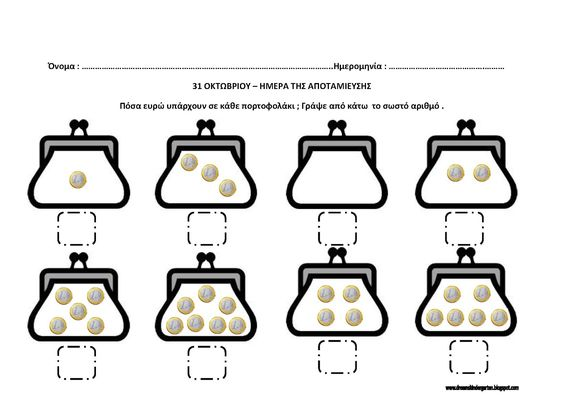 Όνομα : ……………………………………………………………………………………..Ημερομηνία : ……………………………………….
31 ΟΚΤΩΒΡΙΟΥ – ΗΜΕΡΑ ΤΗΣ ΑΠΟΤΑΜΙΕΥΣΗΣ
Πόσα ευρώ υπάρχουν σε κάθε πορτοφολάκι ; Γράψε από κάτω το σωστό αριθμό .
www.dreamskindergarten.blogspot.com